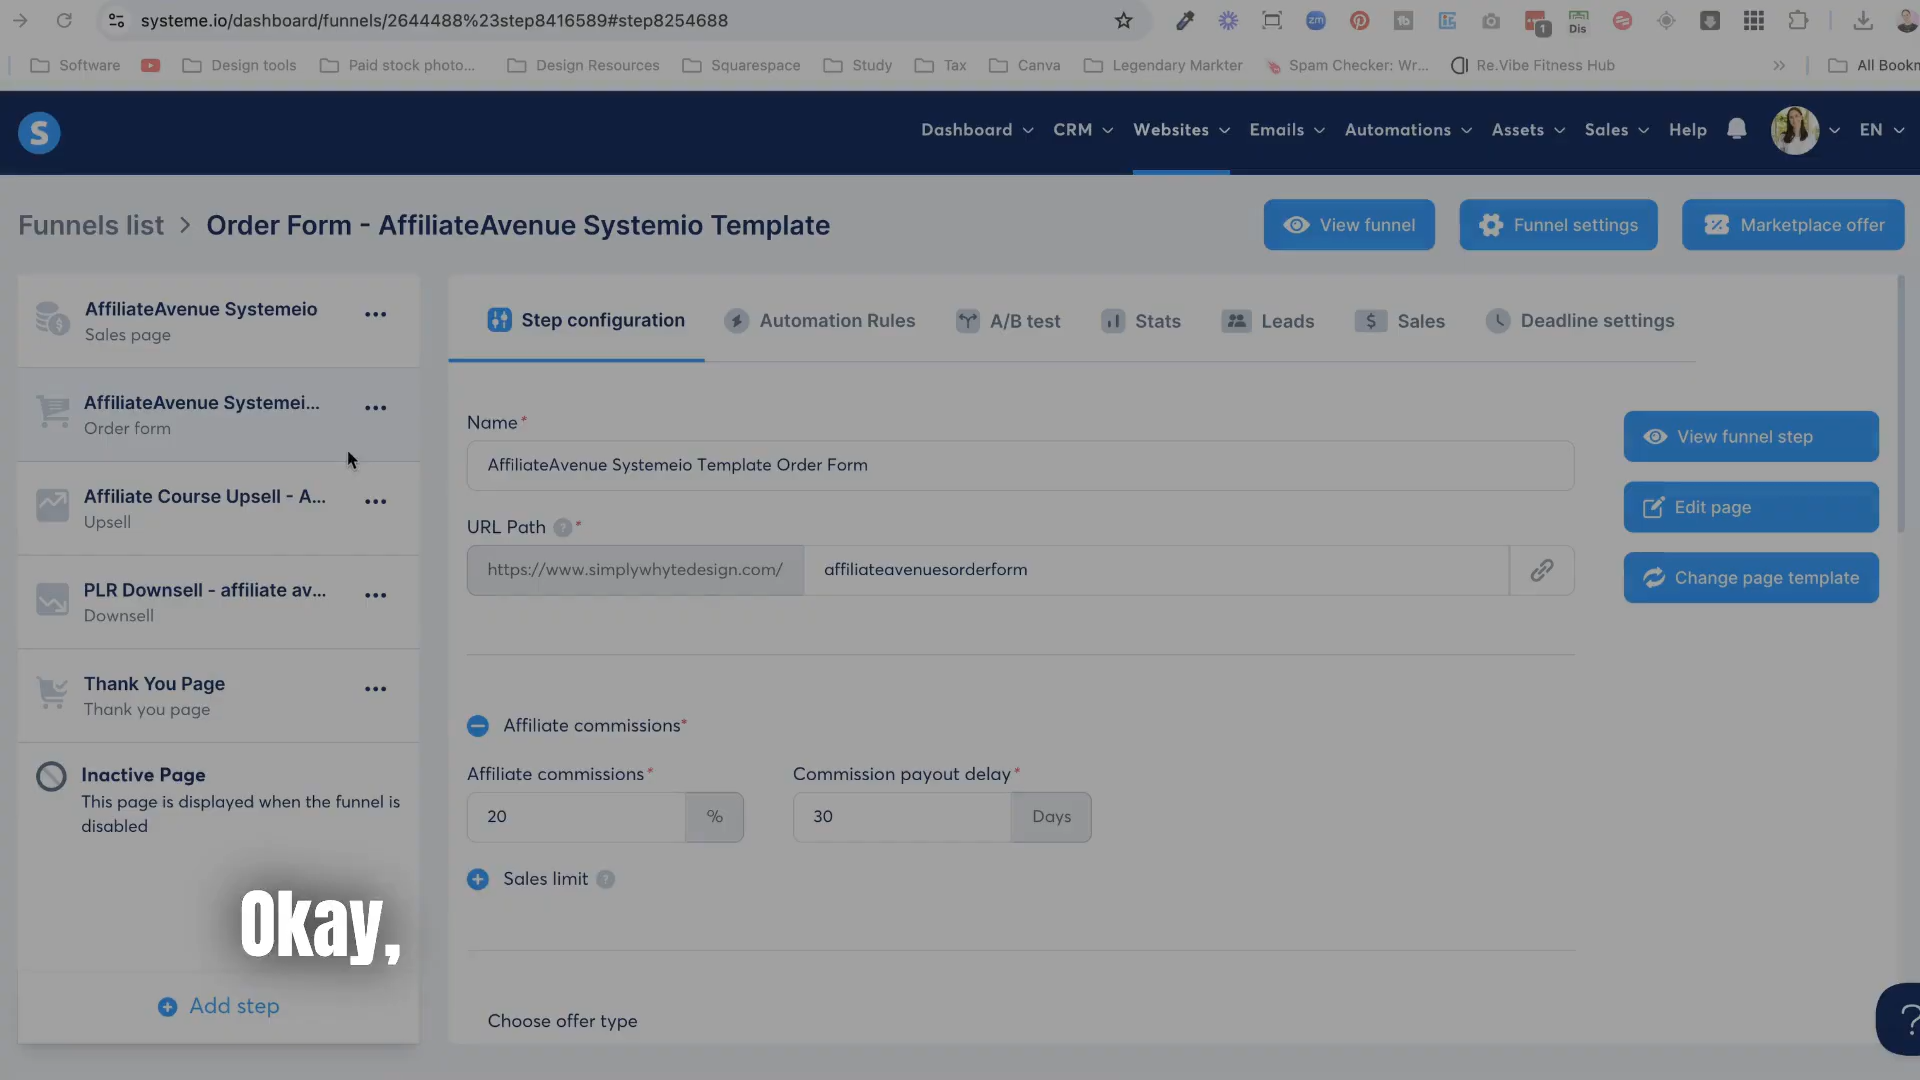 systeme.io/dashboard/funnels/2644488%23step8416589#step8254688
zm
1
Dis
Software
Design tools
Paid stock photo...
Design Resources
Squarespace
Study
Tax
Canva
Legendary Markter
Spam Checker: Wr...
Re.Vibe Fitness Hub
»
All Bookm
S
Dashboard
CRM
Websites
Emails
Automations
Assets
Sales
Help
EN
Funnels list > Order Form - AffiliateAvenue Systemio Template
View funnel
Funnel settings
Marketplace offer
AffiliateAvenue Systemeio
Sales page
AffiliateAvenue Systemei...
Order form
Affiliate Course Upsell - A...
Upsell
PLR Downsell - affiliate av...
Downsell
Thank You Page
Thank you page
Inactive Page
This page is displayed when the funnel is
disabled
Add step
Step configuration
Automation Rules
A/B test
Stats
Leads
$ Sales
Deadline settings
Name*
AffiliateAvenue Systemeio Template Order Form
URL Path ? *
https://www.simplywhytedesign.com/
affiliateavenuesorderform
View funnel step
Edit page
Change page template
Affiliate commissions*
Affiliate commissions*
20
%
Commission payout delay*
30
Days
Sales limit ?
Choose offer type
?
Okay,